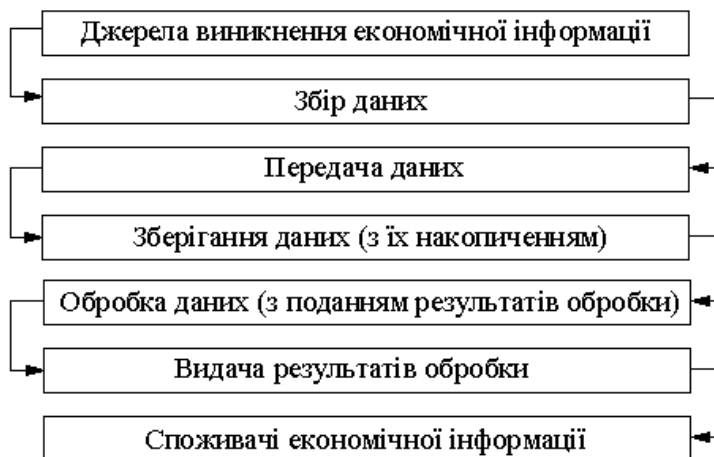 Джерела виникнення економічної інформації
Збір даних
Передача даних
Зберігання даних (з їх накопиченням)
Обробка даних (з поданням результатів обробки)
Видача результатів обробки
Споживачі економічної інформації